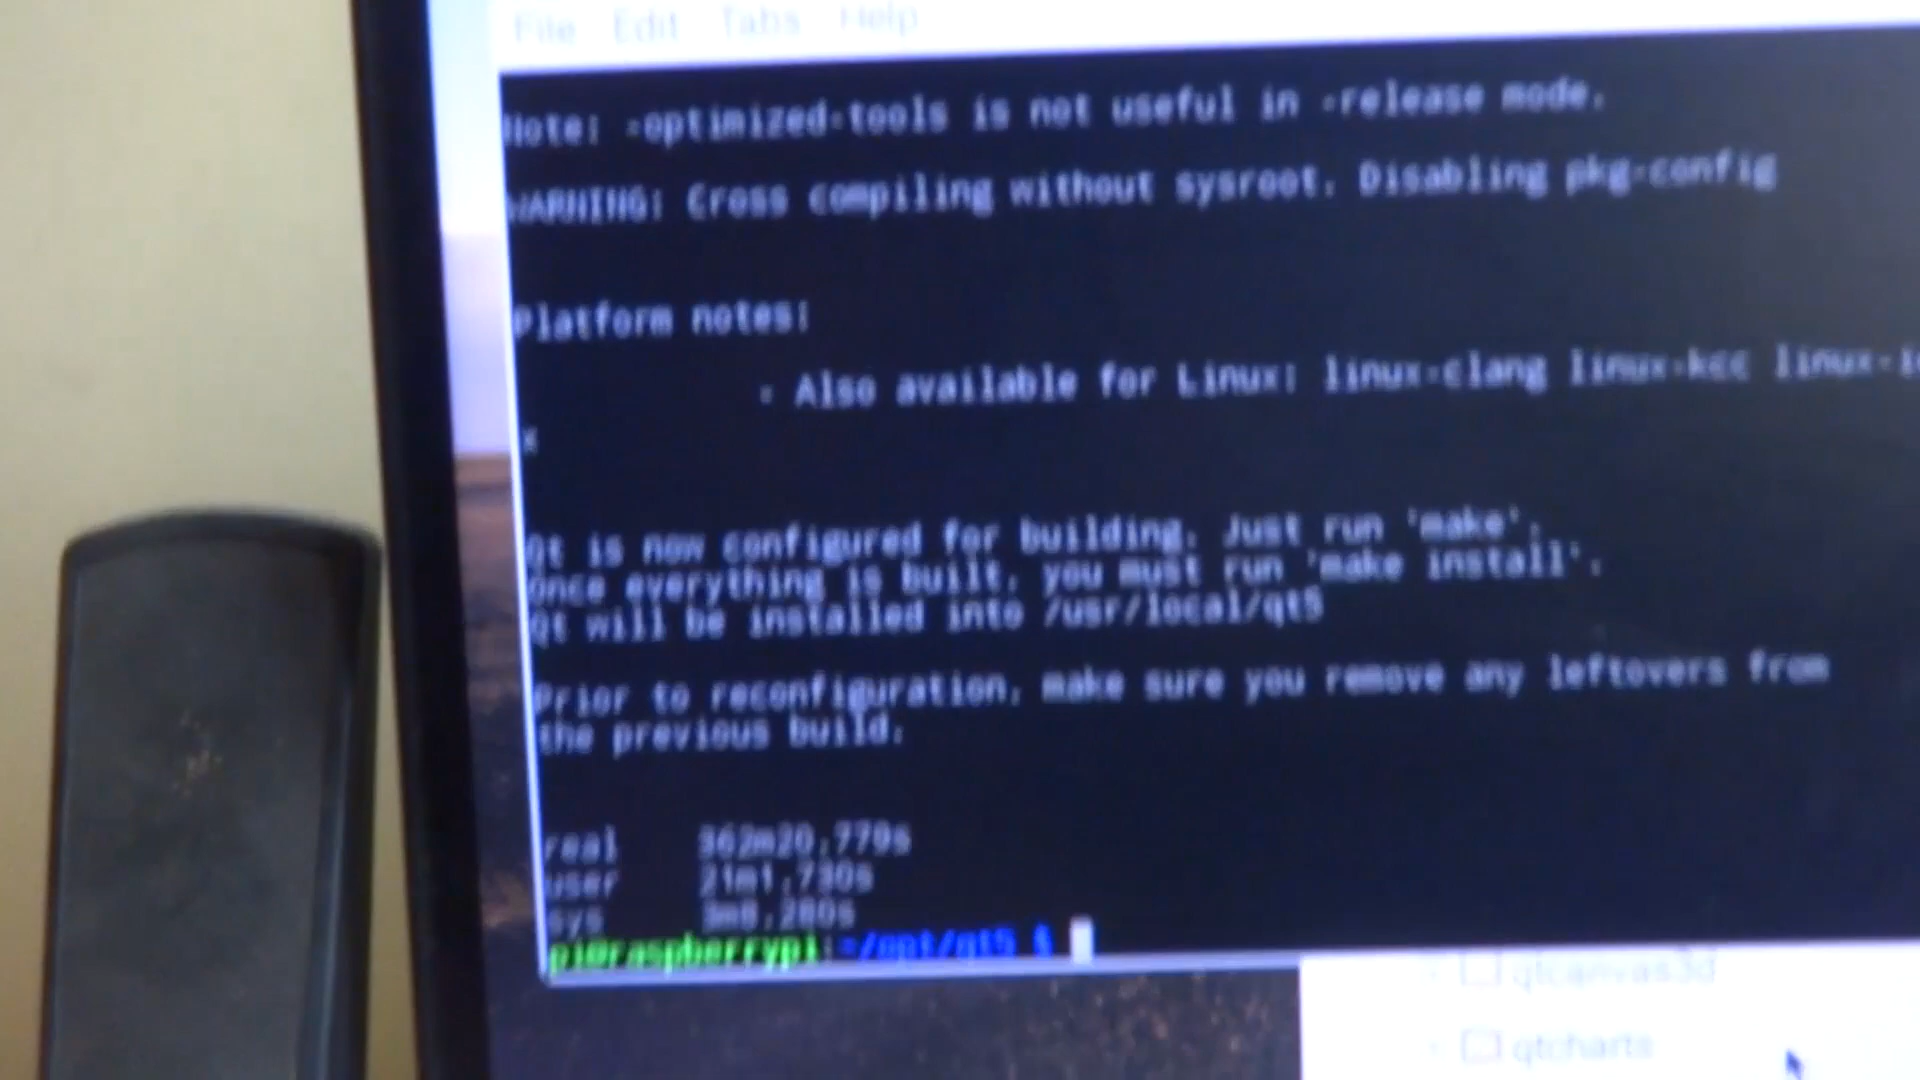 File Edit Tabs Help
Note: -optimized-tools is not useful in -release mode.
WARNING: Cross compiling without sysroot. Disabling pkg-config
Platform notes:
- Also available for Linux: linux-clang linux-kcc
x
Qt is now configured for building. Just run 'make'.
Once everything is built, you must run 'make install'.
Qt will be installed into /usr/local/qt5
Prior to reconfiguration, make sure you remove any leftovers from
the previous build.
real 362m20.779s
user 21m1.730s
sys 3m8.280s
pi@raspberrypi:~/opt/qt5 $
qtcanvas3d
qtcharts